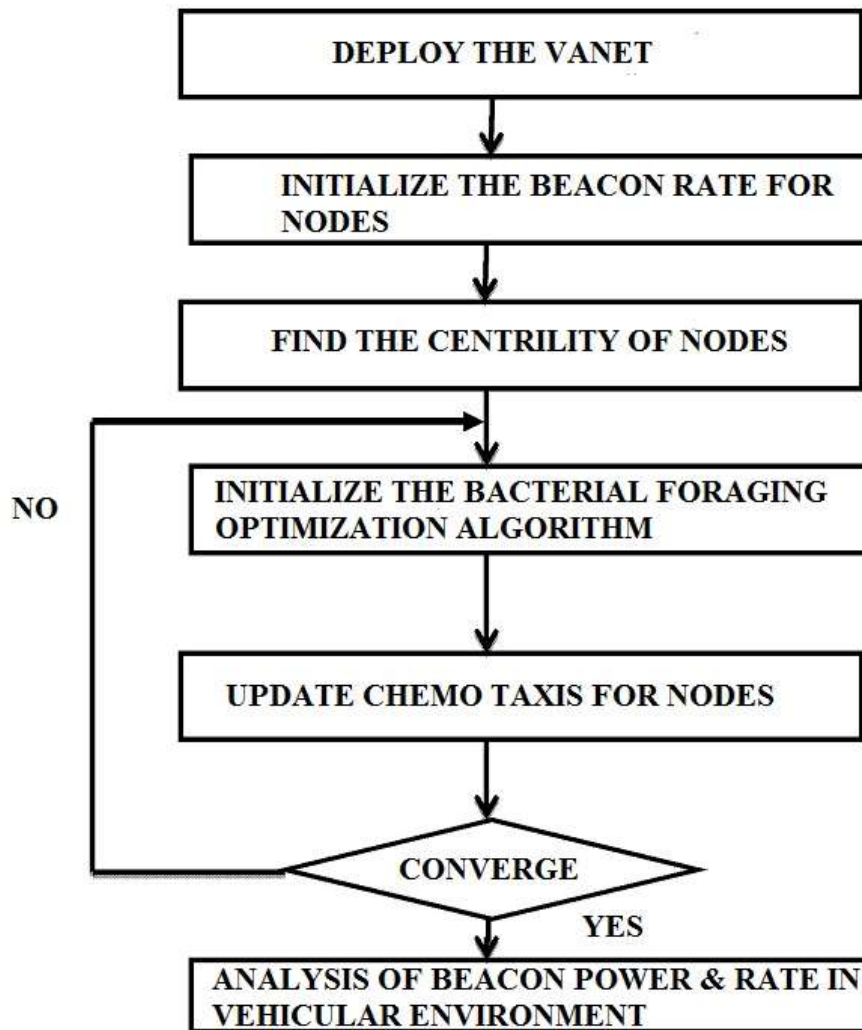 DEPLOY THE VANET
INITIALIZE THE BEACON RATE FOR
NODES
FIND THE CENTRILITY OF NODES
NO
INITIALIZE THE BACTERIAL FORAGING
OPTIMIZATION ALGORITHM
UPDATE CHEMO TAXIS FOR NODES
CONVERGE
YES
ANALYSIS OF BEACON POWER & RATE IN
VEHICULAR ENVIRONMENT